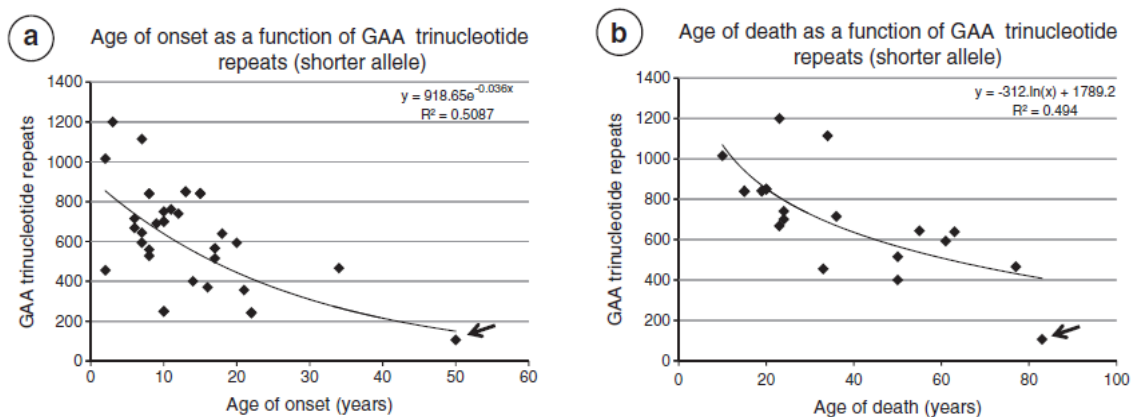 a
Age of onset as a function of GAA trinucleotide
repeats (shorter allele)
y = 918.65e^-0.036x
R² = 0.5087
GAA trinucleotide repeats
1400
1200
1000
800
600
400
200
0
0 10 20 30 40 50 60
Age of onset (years)
b
Age of death as a function of GAA trinucleotide
repeats (shorter allele)
y = -312.ln(x) + 1789.2
R² = 0.494
GAA trinucleotide repeats
1400
1200
1000
800
600
400
200
0
0 20 40 60 80 100
Age of death (years)